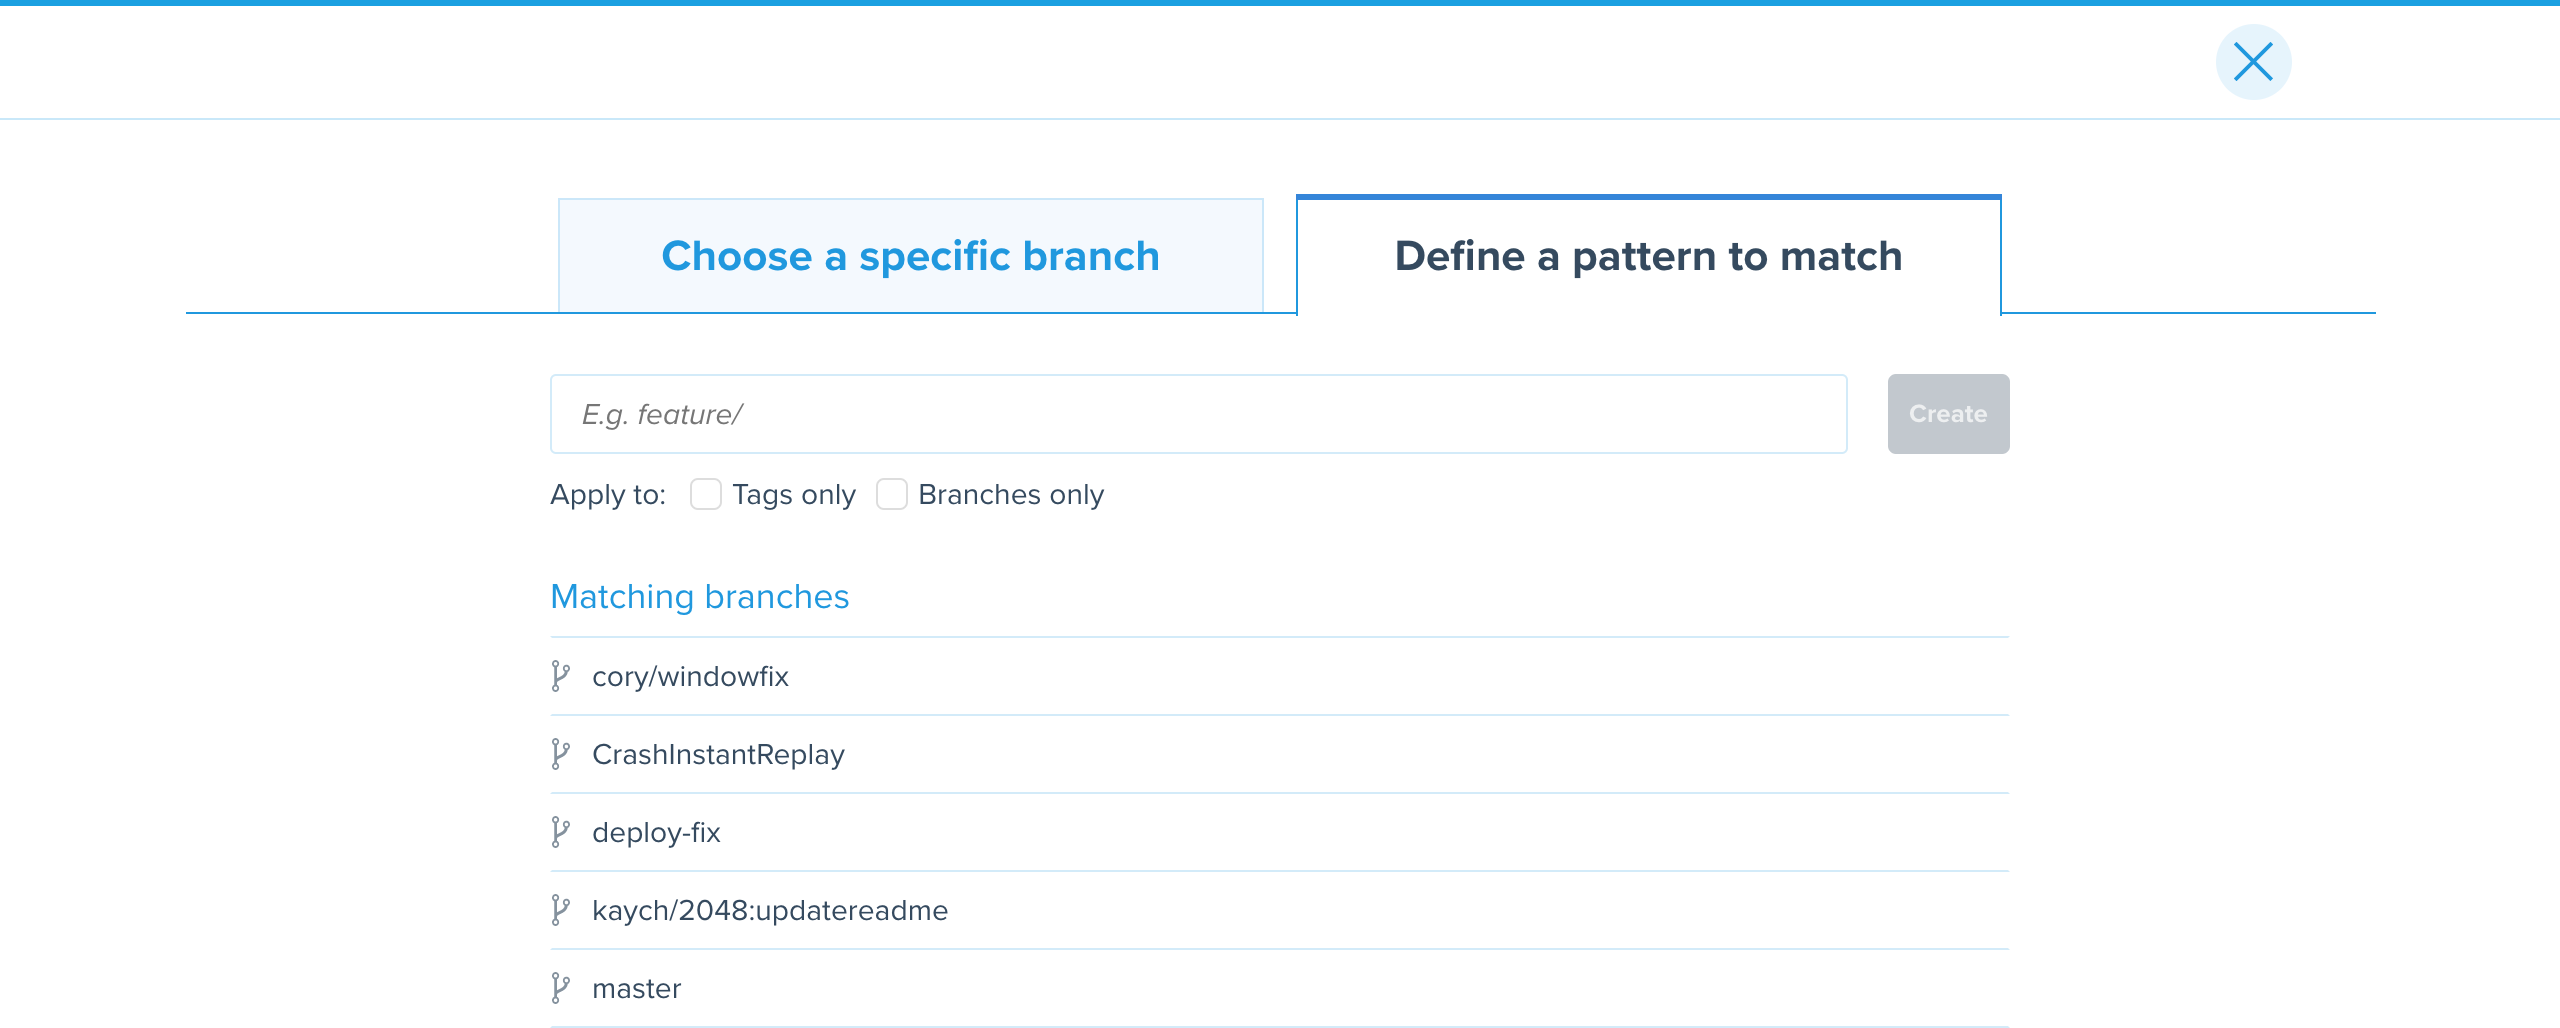 Choose a specific branch
Define a pattern to match
E.g. feature/
Create
Apply to: Tags only Branches only
Matching branches
cory/windowfix
CrashInstantReplay
deploy-fix
kaych/2048:updatereadme
master